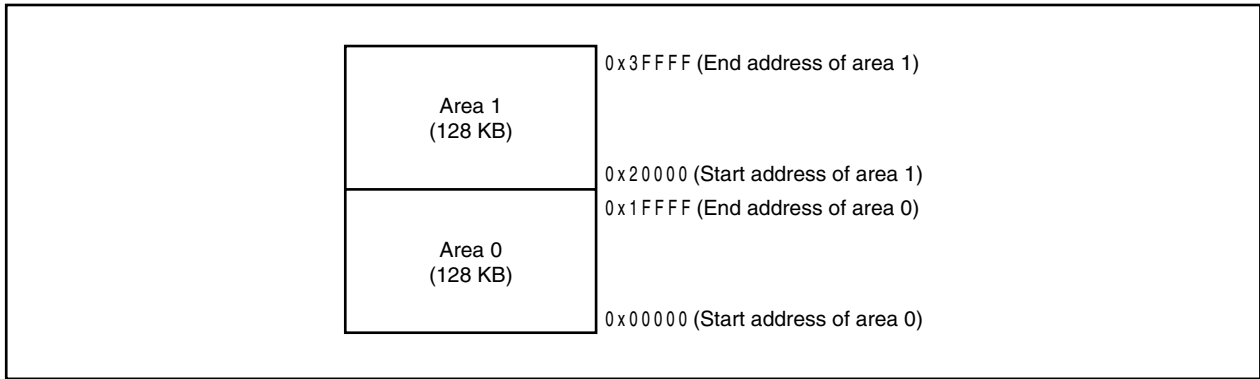 0x3FFFF (End address of area 1)
Area 1
(128 KB)
0x20000 (Start address of area 1)
0x1FFFF (End address of area 0)
Area 0
(128 KB)
0x00000 (Start address of area 0)